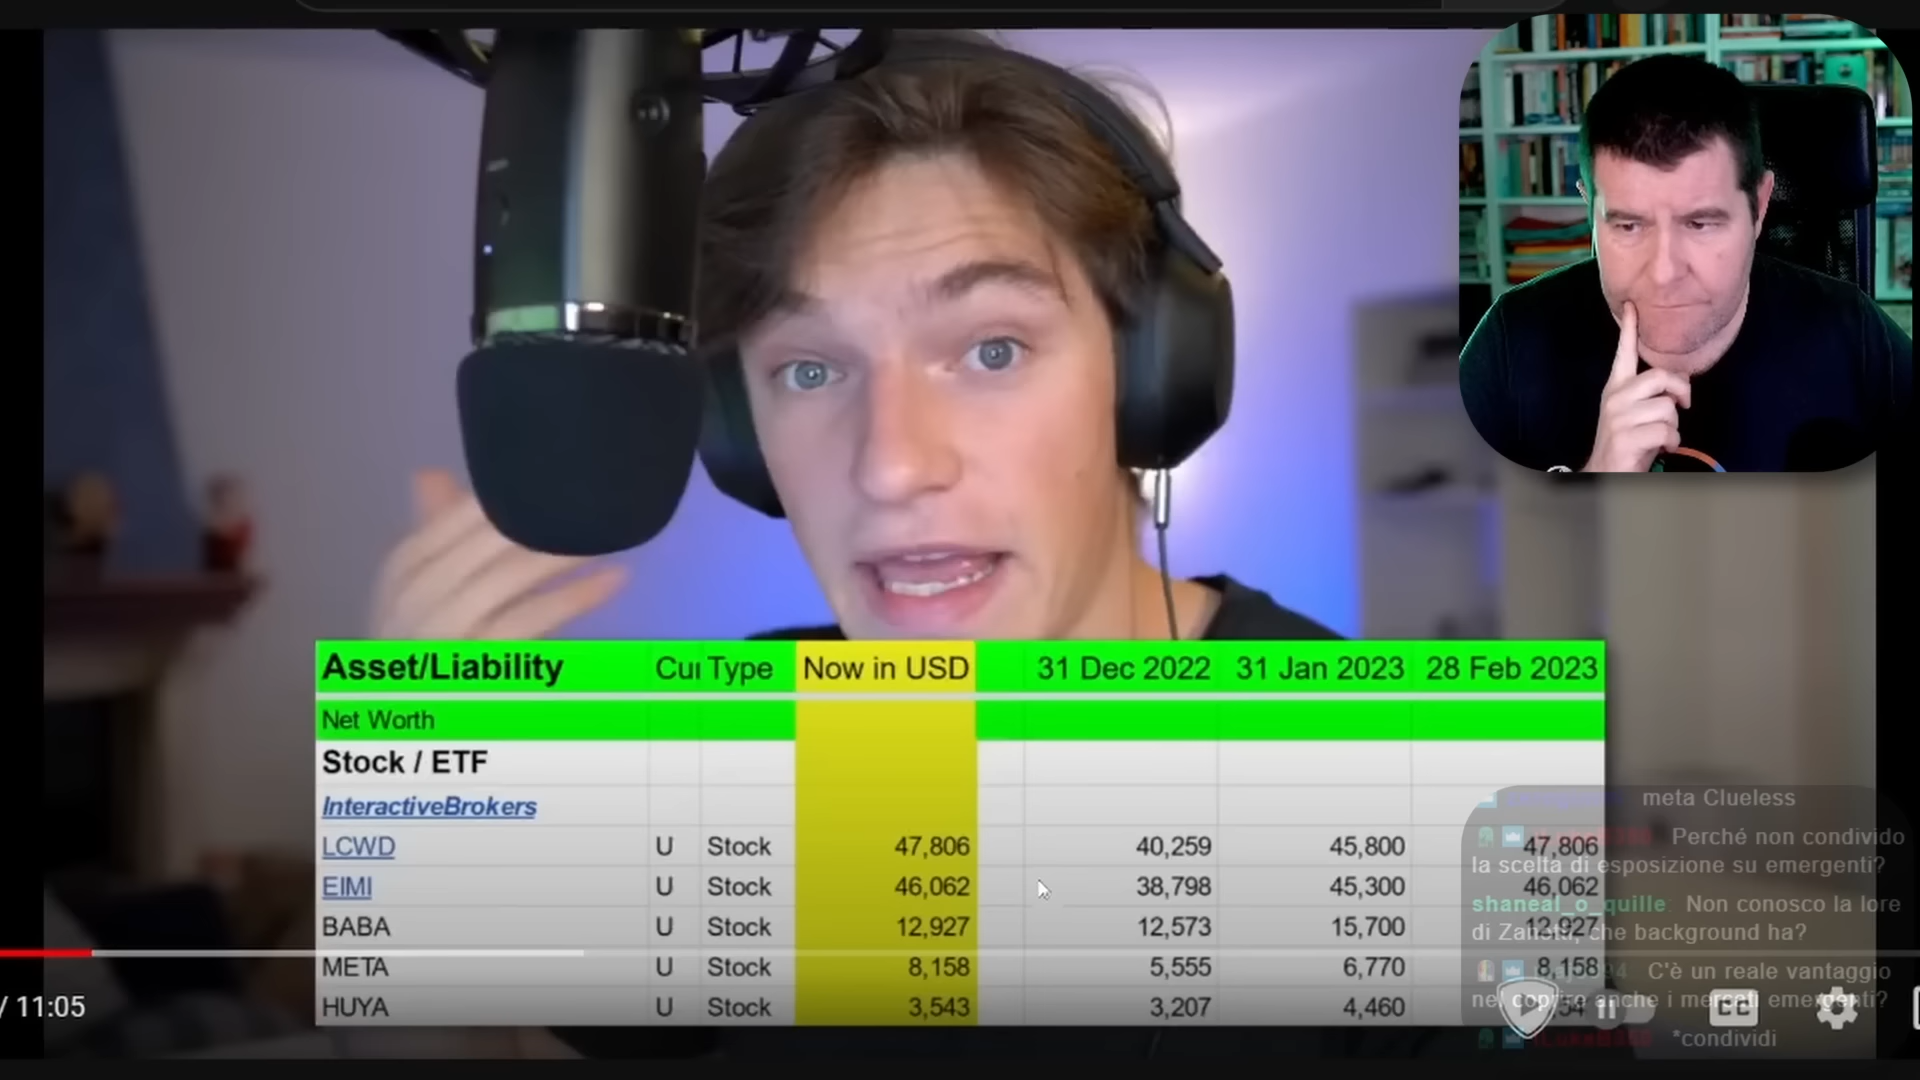 Asset/Liability Cui Type Now in USD 31 Dec 2022 31 Jan 2023 28 Feb 2023
Net Worth
Stock / ETF
InteractiveBrokers
LCWD U Stock 47,806 40,259 45,800 47,806
EIMI U Stock 46,062 38,798 45,300 46,062
BABA U Stock 12,927 12,573 15,700 12,927
META U Stock 8,158 5,555 6,770 8,158
HUYA U Stock 3,543 3,207 4,460
/ 11:05
meta Clueless
Perché non condivido
la scelta di esposizione su emergenti?
shaneal_o_quille: Non conosco la lore
di Zanetti, che background ha?
C'è un reale vantaggio
nel coprire anche i mercati emergenti?
*condividi
CC